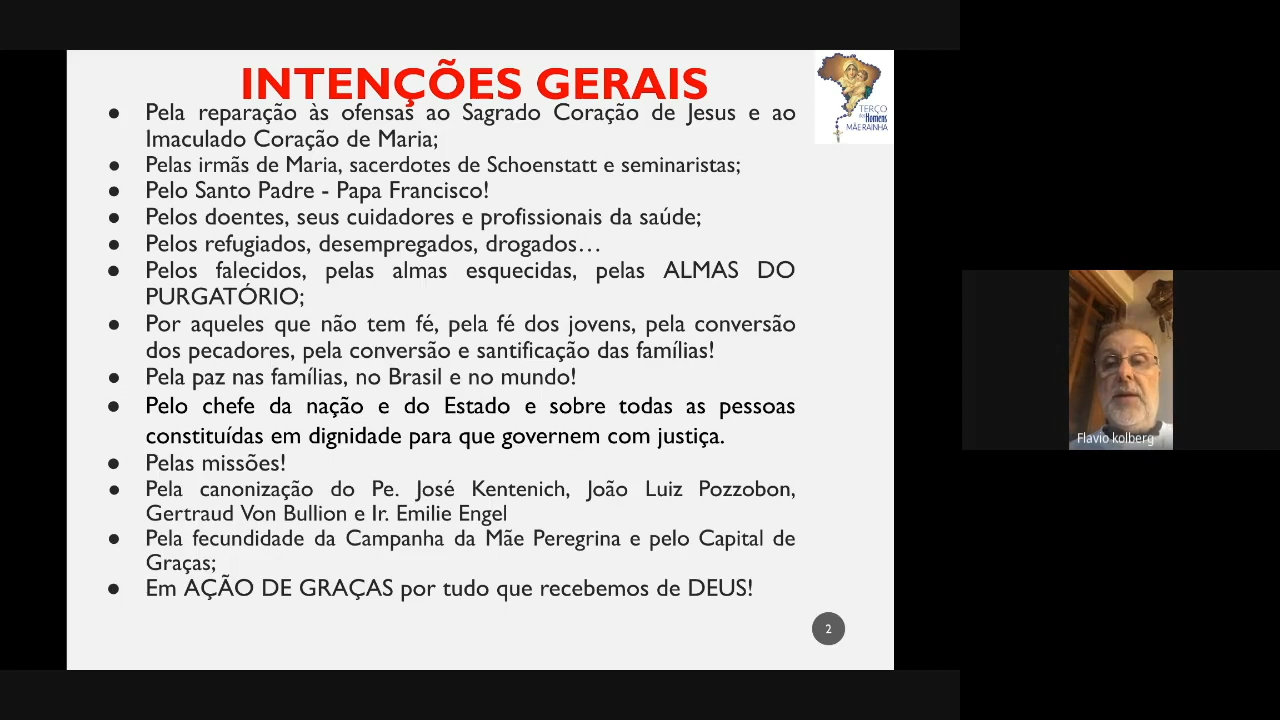 INTENÇÕES GERAIS
● Pela reparação às ofensas ao Sagrado Coração de Jesus e ao
Imaculado Coração de Maria;
● Pelas irmãs de Maria, sacerdotes de Schoenstatt e seminaristas;
● Pelo Santo Padre - Papa Francisco!
● Pelos doentes, seus cuidadores e profissionais da saúde;
● Pelos refugiados, desempregados, drogados…
● Pelos falecidos, pelas almas esquecidas, pelas ALMAS DO
PURGATÓRIO;
● Por aqueles que não tem fé, pela fé dos jovens, pela conversão
dos pecadores, pela conversão e santificação das famílias!
● Pela paz nas famílias, no Brasil e no mundo!
● Pelo chefe da nação e do Estado e sobre todas as pessoas
constituídas em dignidade para que governem com justiça.
● Pelas missões!
● Pela canonização do Pe. José Kentenich, João Luiz Pozzobon,
Gertraud Von Bullion e Ir. Emilie Engel
● Pela fecundidade da Campanha da Mãe Peregrina e pelo Capital de
Graças;
● Em AÇÃO DE GRAÇAS por tudo que recebemos de DEUS!
2
TERÇO
dos Homens
MÃE RAINHA
Flavio kolberg